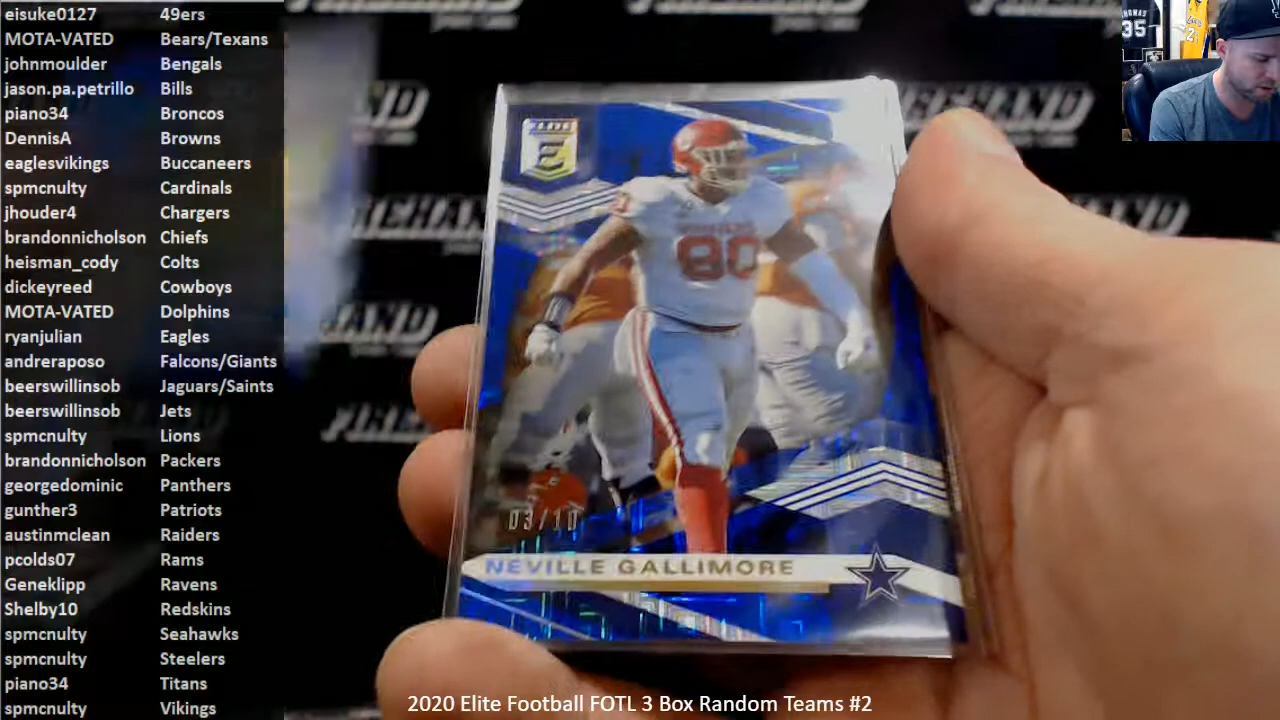 eisuke0127 49ers
MOTA-VATED Bears/Texans
johnmoulder Bengals
jason.pa.petrillo Bills
piano34 Broncos
DennisA Browns
eaglesvikings Buccaneers
spmcnulty Cardinals
jhouder4 Chargers
brandonnicholson Chiefs
heisman_cody Colts
dickeyreed Cowboys
MOTA-VATED Dolphins
ryanjulian Eagles
andreraposo Falcons/Giants
beerswillinsob Jaguars/Saints
beerswillinsob Jets
spmcnulty Lions
brandonnicholson Packers
georgedominic Panthers
gunther3 Patriots
austinmclean Raiders
pcolds07 Rams
Geneklipp Ravens
Shelby10 Redskins
spmcnulty Seahawks
spmcnulty Steelers
piano34 Titans
spmcnulty Vikings
ELITE
E
80
03/10
NEVILLE GALLIMORE
35
2020 Elite Football FOTL 3 Box Random Teams #2